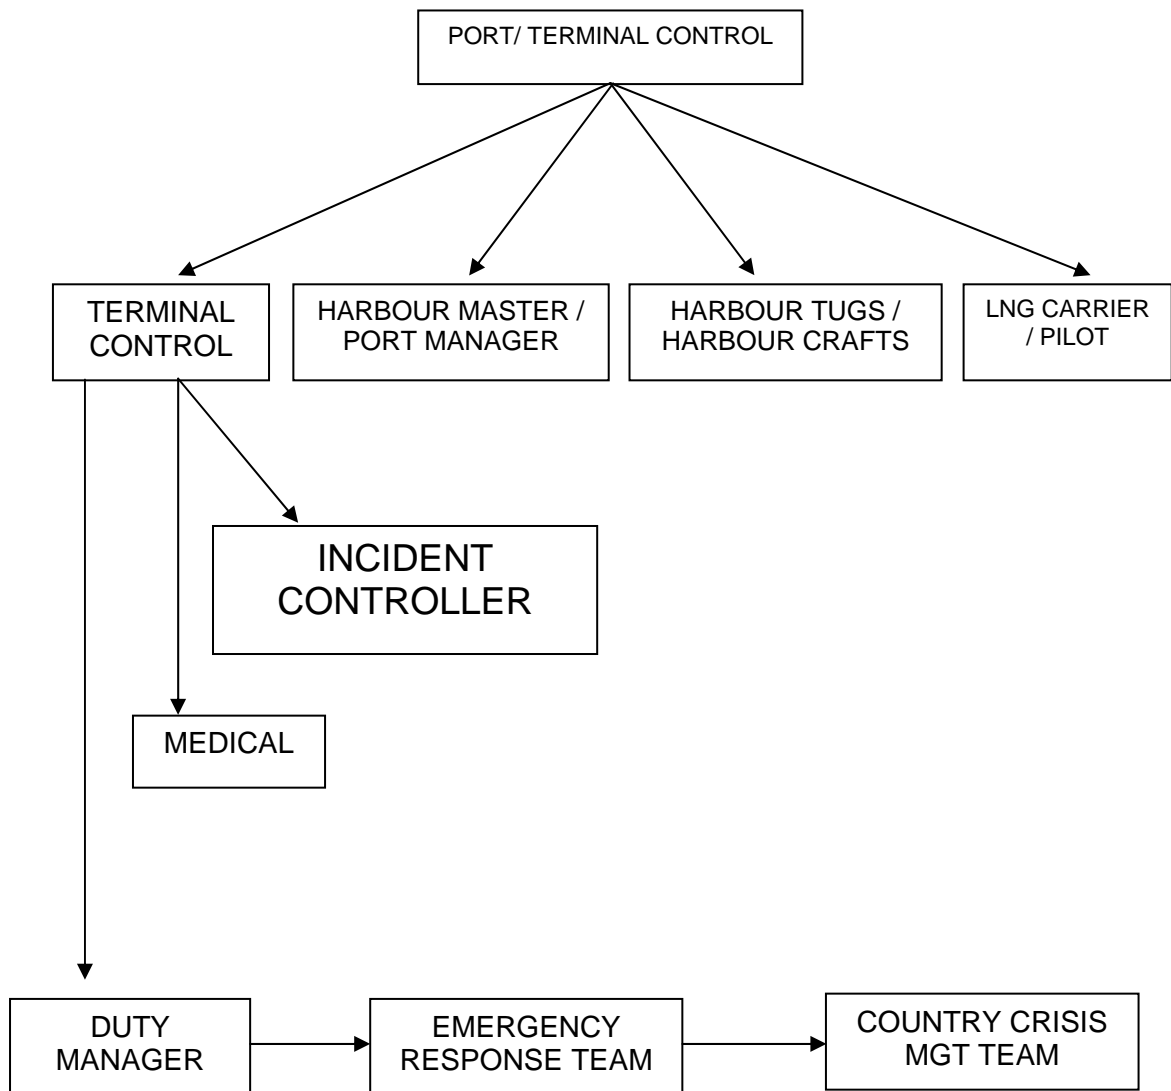 PORT/ TERMINAL CONTROL
TERMINAL
CONTROL
HARBOUR MASTER /
PORT MANAGER
HARBOUR TUGS /
HARBOUR CRAFTS
LNG CARRIER
/ PILOT
INCIDENT
CONTROLLER
MEDICAL
DUTY
MANAGER
EMERGENCY
RESPONSE TEAM
COUNTRY CRISIS
MGT TEAM